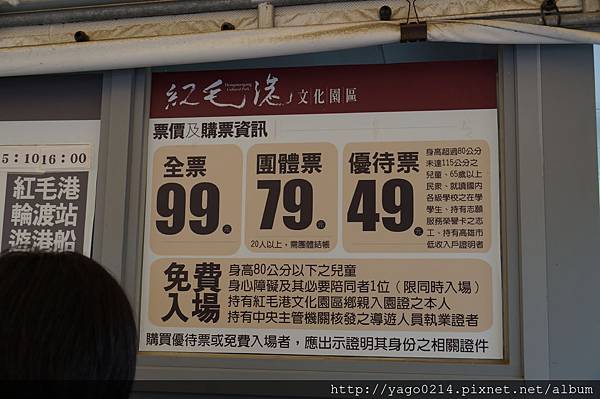 紅毛港文化園區
Hongmaogang
Cultural Park
票價及購票資訊
全票
99元
團體票
79元
20人以上，需團體結帳
優待票
49元
身高超過80公分
未達115公分之
兒童、65歲以上
民眾、就讀國內
各級學校之在學
學生、持有志願
服務榮譽卡之志
工、持有高雄市
低收入戶證明者
免費
入場
身高80公分以下之兒童
身心障礙及其必要陪同者1位（限同時入場）
持有紅毛港文化園區鄉親入園證之本人
持有中央主管機關核發之導遊人員執業證者
購買優待票或免費入場者，應出示證明其身份之相關證件
16:00
紅毛港
輪渡站
遊港船
http://yago0214.pixnet.net/album